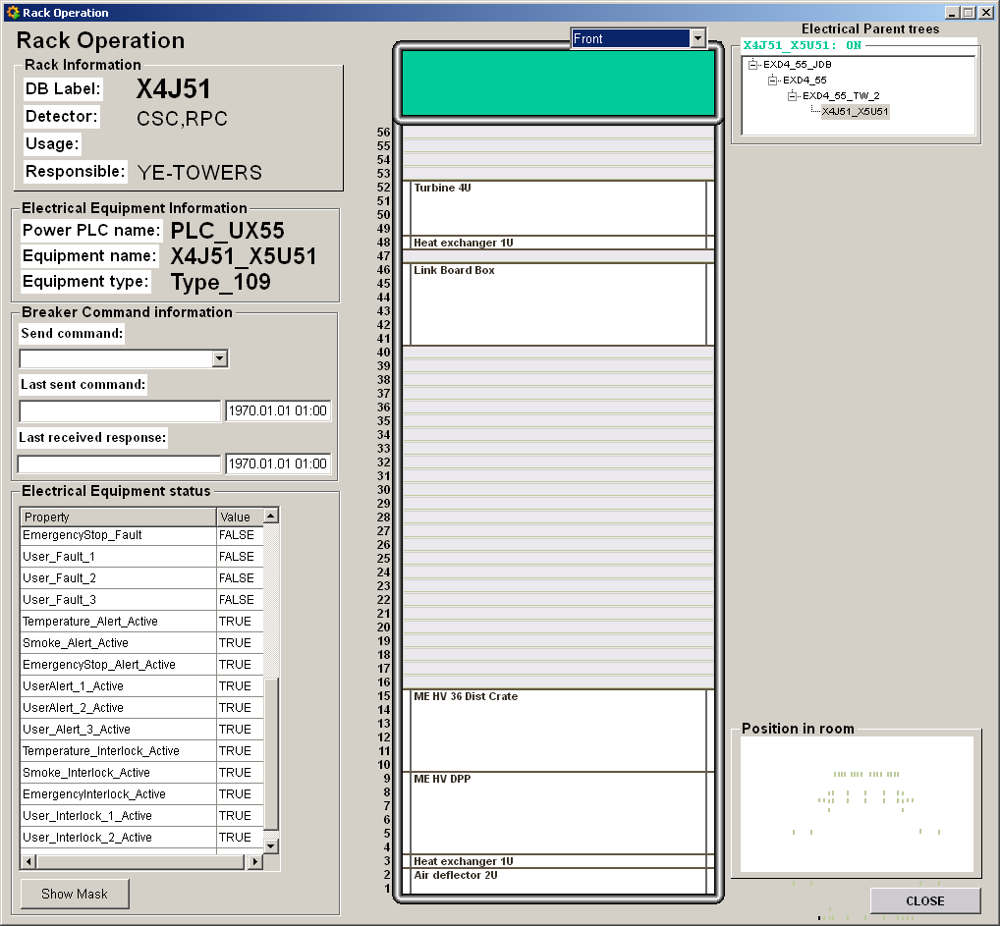 Rack Operation
Rack Operation
Rack Information
DB Label: X4J51
Detector: CSC,RPC
Usage:
Responsible: YE-TOWERS
Electrical Equipment Information
Power PLC name: PLC_UX55
Equipment name: X4J51_X5U51
Equipment type: Type_109
Breaker Command information
Send command:
Last sent command:
1970.01.01 01:00
Last received response:
1970.01.01 01:00
Electrical Equipment status
Property Value
EmergencyStop_Fault FALSE
User_Fault_1 FALSE
User_Fault_2 FALSE
User_Fault_3 FALSE
Temperature_Alert_Active TRUE
Smoke_Alert_Active TRUE
EmergencyStop_Alert_Active TRUE
UserAlert_1_Active TRUE
UserAlert_2_Active TRUE
User_Alert_3_Active TRUE
Temperature_Interlock_Active TRUE
Smoke_Interlock_Active TRUE
EmergencyInterlock_Active TRUE
User_Interlock_1_Active TRUE
User_Interlock_2_Active TRUE
Show Mask
Front
56
55
54
53
52 Turbine 4U
51
50
49
48 Heat exchanger 1U
47
46 Link Board Box
45
44
43
42
41
40
39
38
37
36
35
34
33
32
31
30
29
28
27
26
25
24
23
22
21
20
19
18
17
16
15 ME HV 36 Dist Crate
14
13
12
11
10
9 ME HV DPP
8
7
6
5
4
3 Heat exchanger 1U
2 Air deflector 2U
1
Electrical Parent trees
X4J51_X5U51: ON
EXD4_55_JDB
EXD4_55
EXD4_55_TW_2
X4J51_X5U51
Position in room
CLOSE